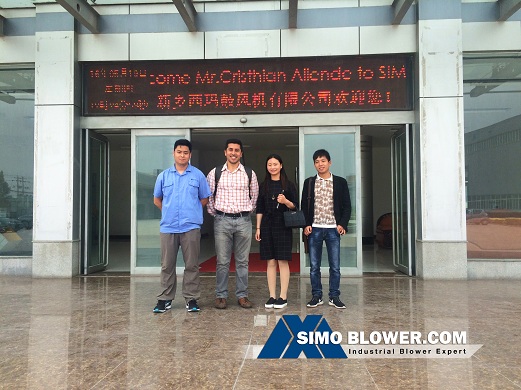 come Mr.Cristhian Allende to SIM
新乡西玛鼓风机有限公司欢迎您！
SIMO BLOWER.COM
Industrial Blower Expert